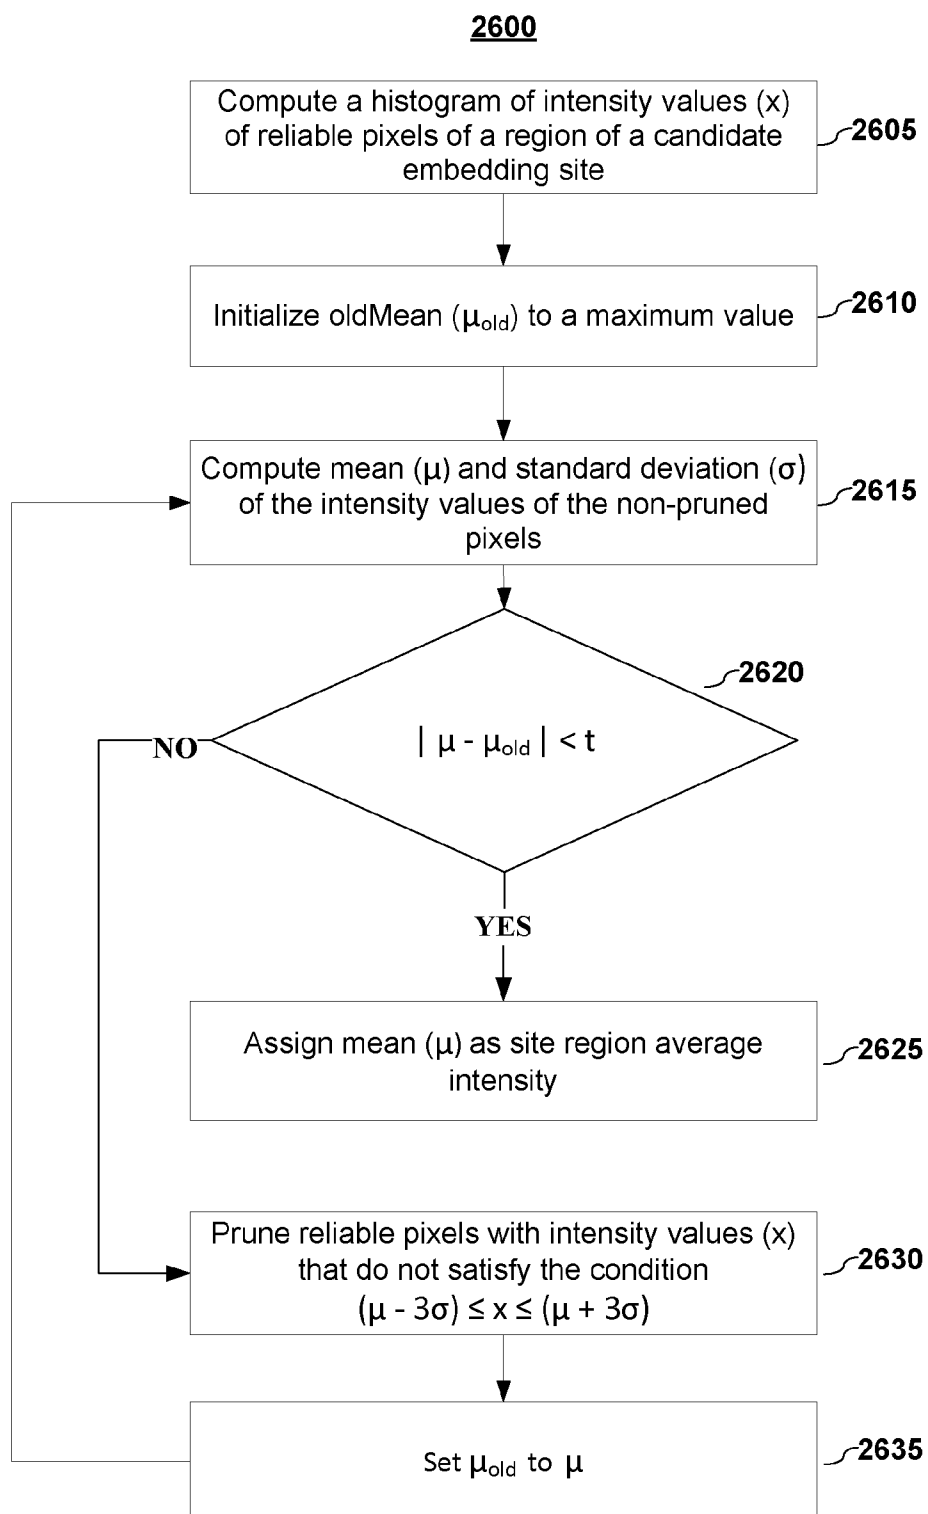 2600
Compute a histogram of intensity values (x)
of reliable pixels of a region of a candidate
embedding site
2605
Initialize oldMean (μold) to a maximum value
2610
Compute mean (μ) and standard deviation (σ)
of the intensity values of the non-pruned
pixels
2615
2620
| μ - μold | < t
NO
YES
Assign mean (μ) as site region average
intensity
2625
Prune reliable pixels with intensity values (x)
that do not satisfy the condition
(μ - 3σ) ≤ x ≤ (μ + 3σ)
2630
Set μold to μ
2635